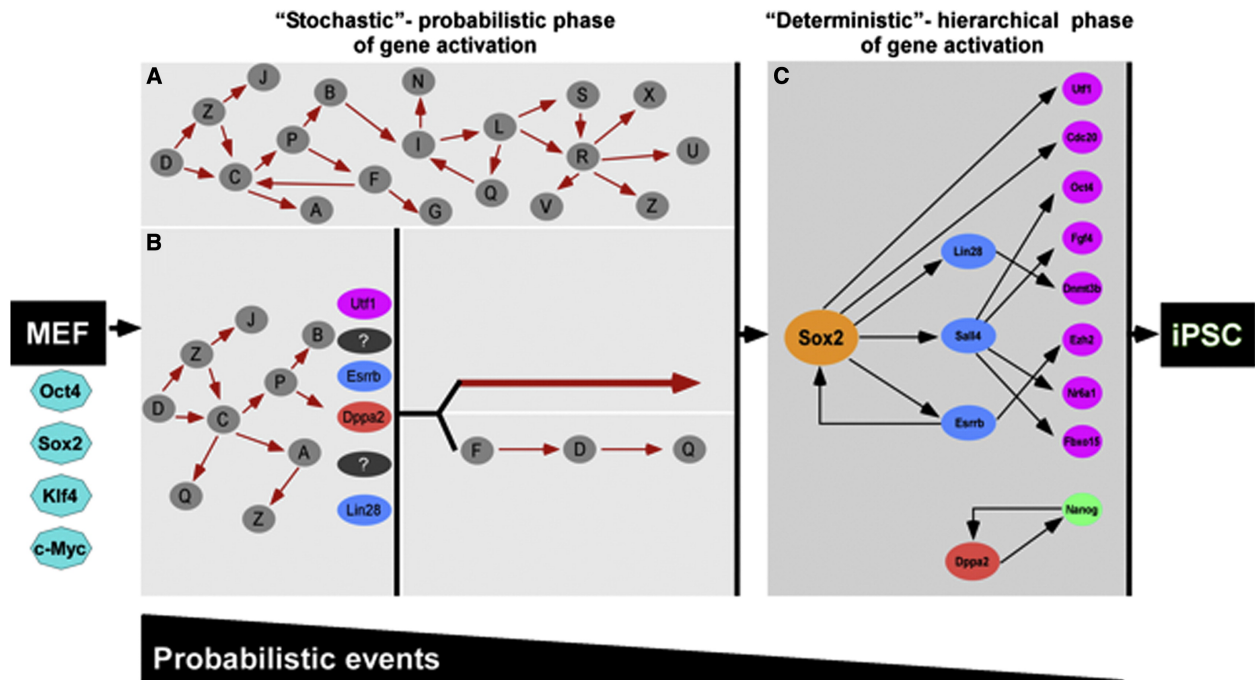 “Stochastic”- probabilistic phase
of gene activation
“Deterministic”- hierarchical phase
of gene activation
A
J
Z
D
C
P
B
A
F
G
N
I
L
Q
S
R
X
U
V
Z
B
J
Z
D
C
P
B
A
Q
Z
Utf1
?
Esrrb
Dppa2
?
Lin28
F
D
Q
C
Sox2
Lin28
Sall4
Esrrb
Utf1
Cdc20
Oct4
Fgf4
Dnmt3b
Ezh2
Nr6a1
Fbxo15
Nanog
Dppa2
MEF
Oct4
Sox2
Klf4
c-Myc
iPSC
Probabilistic events